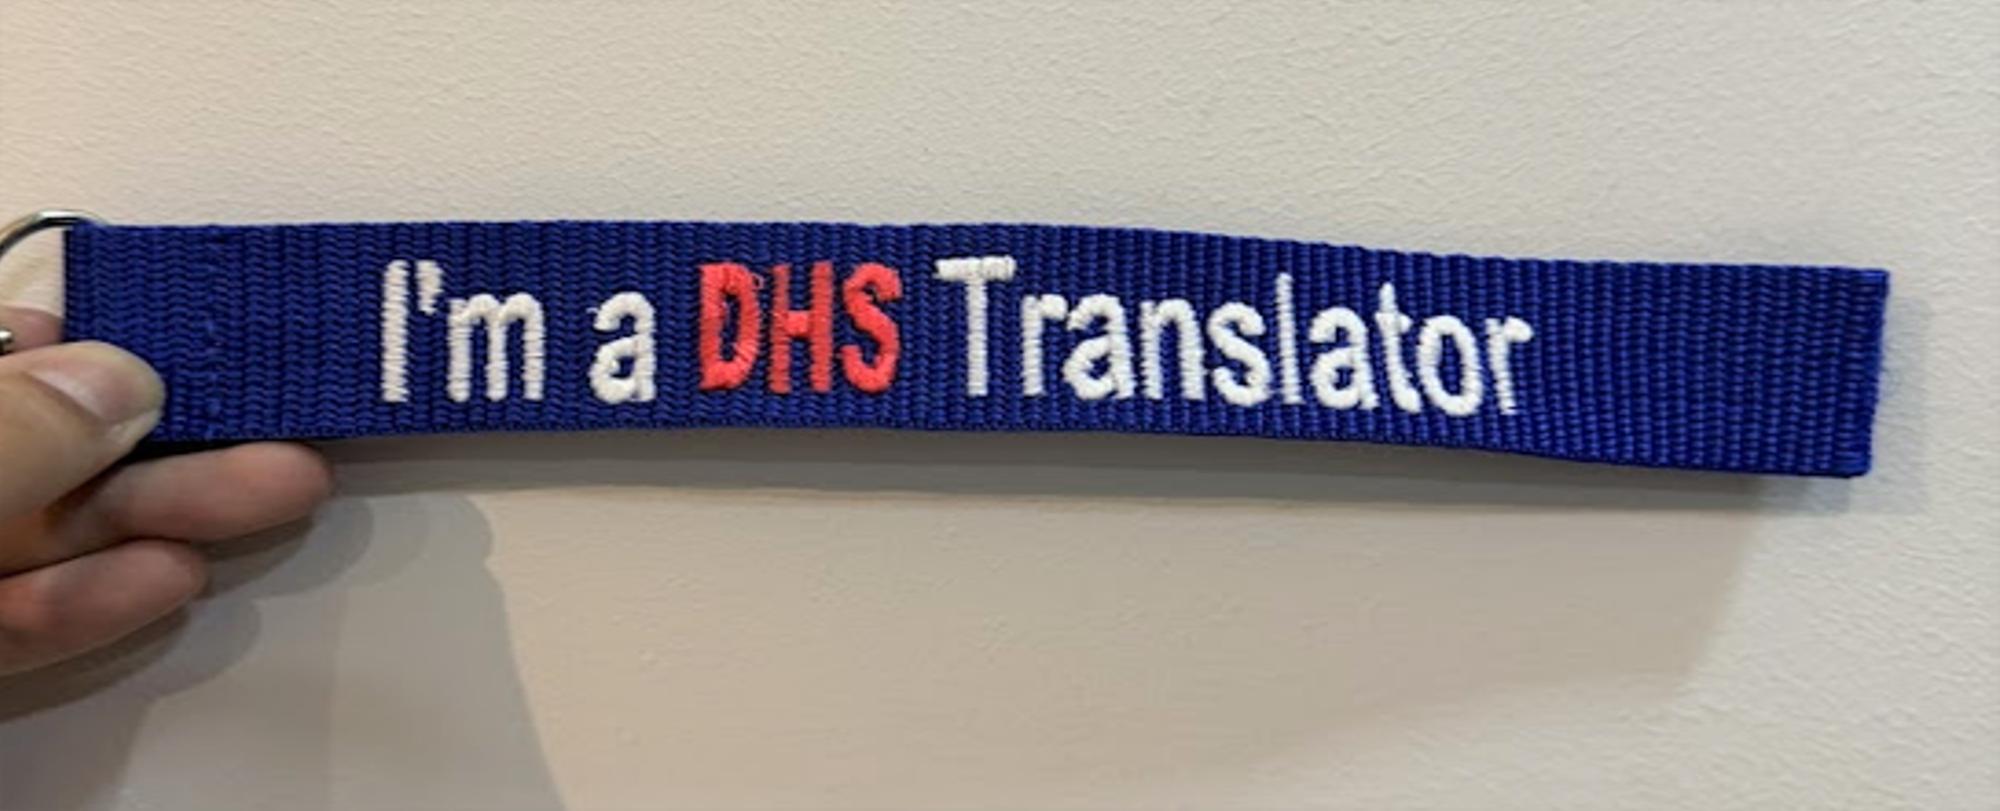 I'm a DHS Translator